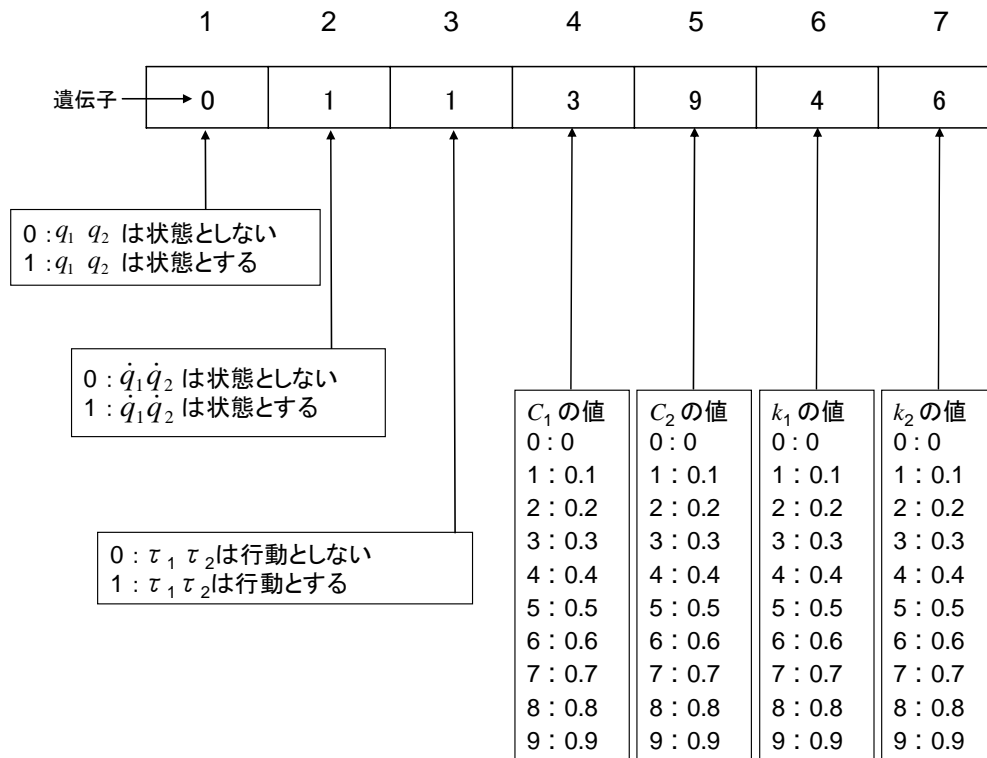 1 2 3 4 5 6 7
遺伝子 0 1 1 3 9 4 6
0 : q₁ q₂ は状態としない
1 : q₁ q₂ は状態とする
0 : q̇₁ q̇₂ は状態としない
1 : q̇₁ q̇₂ は状態とする
0 : τ₁ τ₂は行動としない
1 : τ₁ τ₂は行動とする
C₁ の値
0 : 0
1 : 0.1
2 : 0.2
3 : 0.3
4 : 0.4
5 : 0.5
6 : 0.6
7 : 0.7
8 : 0.8
9 : 0.9
C₂ の値
0 : 0
1 : 0.1
2 : 0.2
3 : 0.3
4 : 0.4
5 : 0.5
6 : 0.6
7 : 0.7
8 : 0.8
9 : 0.9
k₁ の値
0 : 0
1 : 0.1
2 : 0.2
3 : 0.3
4 : 0.4
5 : 0.5
6 : 0.6
7 : 0.7
8 : 0.8
9 : 0.9
k₂ の値
0 : 0
1 : 0.1
2 : 0.2
3 : 0.3
4 : 0.4
5 : 0.5
6 : 0.6
7 : 0.7
8 : 0.8
9 : 0.9